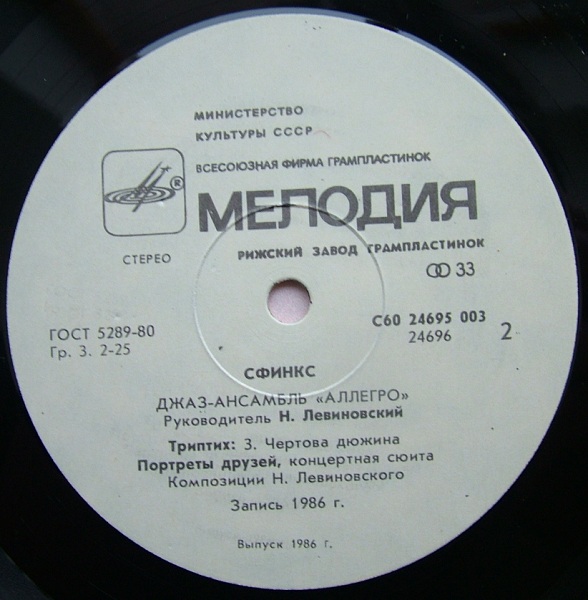 МИНИСТЕРСТВО
КУЛЬТУРЫ СССР
ВСЕСОЮЗНАЯ ФИРМА ГРАМПЛАСТИНОК
®
МЕЛОДИЯ
СТЕРЕО
РИЖСКИЙ ЗАВОД ГРАМПЛАСТИНОК
33
ГОСТ 5289-80
Гр. 3. 2-25
С60 24695 003
24696
2
СФИНКС
ДЖАЗ-АНСАМБЛЬ «АЛЛЕГРО»
Руководитель Н. Левиновский
Триптих: 3. Чертова дюжина
Портреты друзей, концертная сюита
Композиции Н. Левиновского
Запись 1986 г.
Выпуск 1986 г.